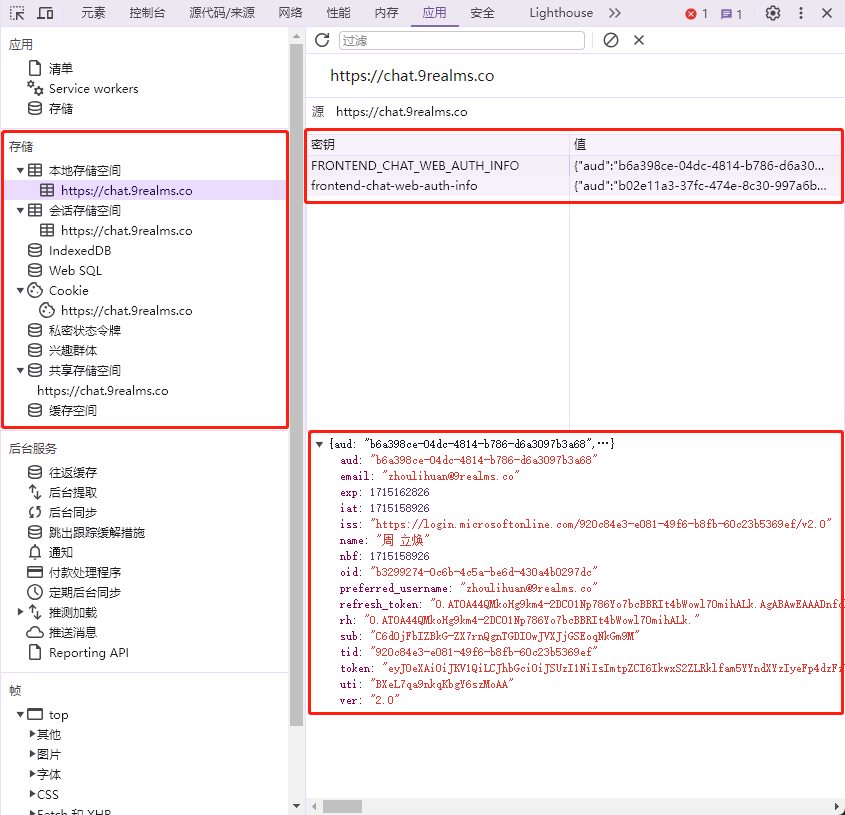 元素 控制台 源代码/来源 网络 性能 内存 应用 安全 Lighthouse 1 1
应用
清单
Service workers
存储
存储
本地存储空间
https://chat.9realms.co
会话存储空间
https://chat.9realms.co
IndexedDB
Web SQL
Cookie
https://chat.9realms.co
私密状态令牌
兴趣群体
共享存储空间
https://chat.9realms.co
缓存空间
后台服务
往返缓存
后台提取
后台同步
跳出跟踪缓解措施
通知
付款处理程序
定期后台同步
推测加载
推送消息
Reporting API
帧
top
其他
图片
字体
CSS
Fetch 和 XHR
过滤
https://chat.9realms.co
源 https://chat.9realms.co
密钥 值
FRONTEND_CHAT_WEB_AUTH_INFO {"aud":"b6a398ce-04dc-4814-b786-d6a30...
frontend-chat-web-auth-info {"aud":"b02e11a3-37fc-474e-8c30-997a6b...
{aud: "b6a398ce-04dc-4814-b786-d6a3097b3a68",…}
aud: "b6a398ce-04dc-4814-b786-d6a3097b3a68"
email: "zhoulihuan@9realms.co"
exp: 1715162826
iat: 1715158926
iss: "https://login.microsoftonline.com/920c84e3-e081-49f6-b8fb-60c23b5369ef/v2.0"
name: "周 立焕"
nbf: 1715158926
oid: "b3299274-0c6b-4c5a-be6d-430a4b0297dc"
preferred_username: "zhoulihuan@9realms.co"
refresh_token:
rh:
sub:
tid: "920c84e3-e081-49f6-b8fb-60c23b5369ef"
token:
uti: "BXeL7qa9nkqKbgY6szMoAA"
ver: "2.0"